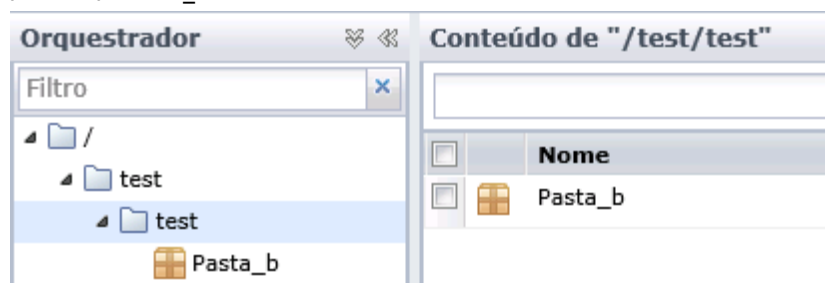 Orquestrador
Filtro
/
test
test
Pasta_b
Conteúdo de "/test/test"
Nome
Pasta_b